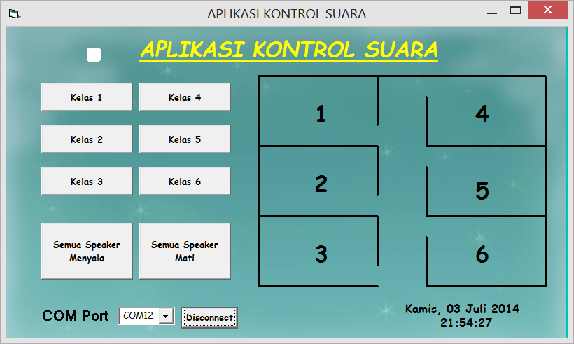 APLIKASI KONTROL SUARA
APLIKASI KONTROL SUARA
Kelas 1
Kelas 4
Kelas 2
Kelas 5
Kelas 3
Kelas 6
Semua Speaker
Menyala
Semua Speaker
Mati
1
4
2
5
3
6
COM Port
COM12
Disconnect
Kamis, 03 Juli 2014
21:54:27